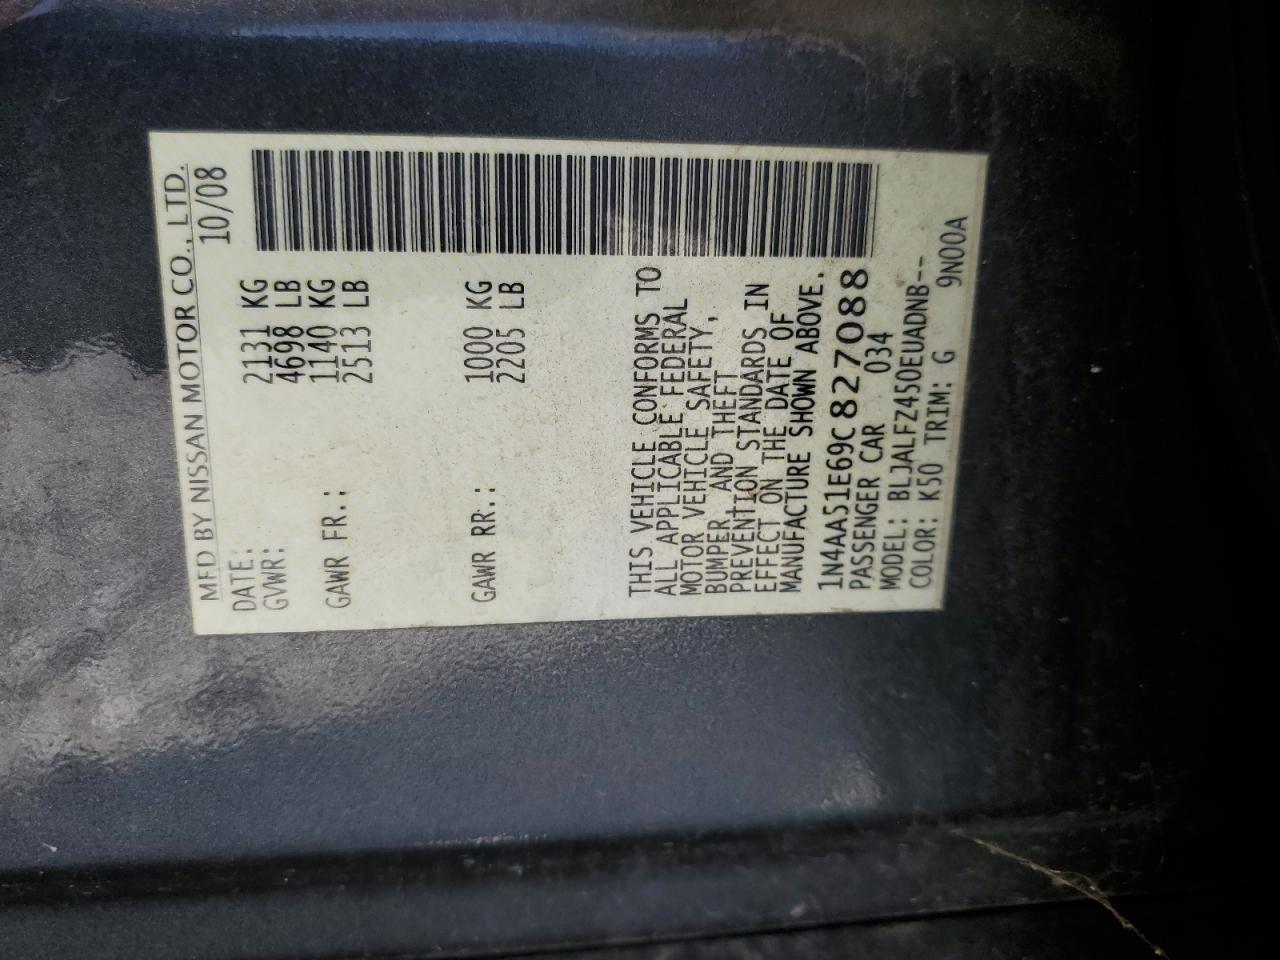 MFD BY NISSAN MOTOR CO., LTD.
DATE: 10/08
GVWR: 2131 KG
4698 LB
GAWR FR.: 1140 KG
2513 LB
GAWR RR.: 1000 KG
2205 LB
THIS VEHICLE CONFORMS TO
ALL APPLICABLE FEDERAL
MOTOR VEHICLE SAFETY,
BUMPER, AND THEFT
PREVENTION STANDARDS IN
EFFECT ON THE DATE OF
MANUFACTURE SHOWN ABOVE.
1N4AA51E69C827088
PASSENGER CAR 034
MODEL: BLJALFZ450EUADNB--
COLOR: K50 TRIM: G 9N00A